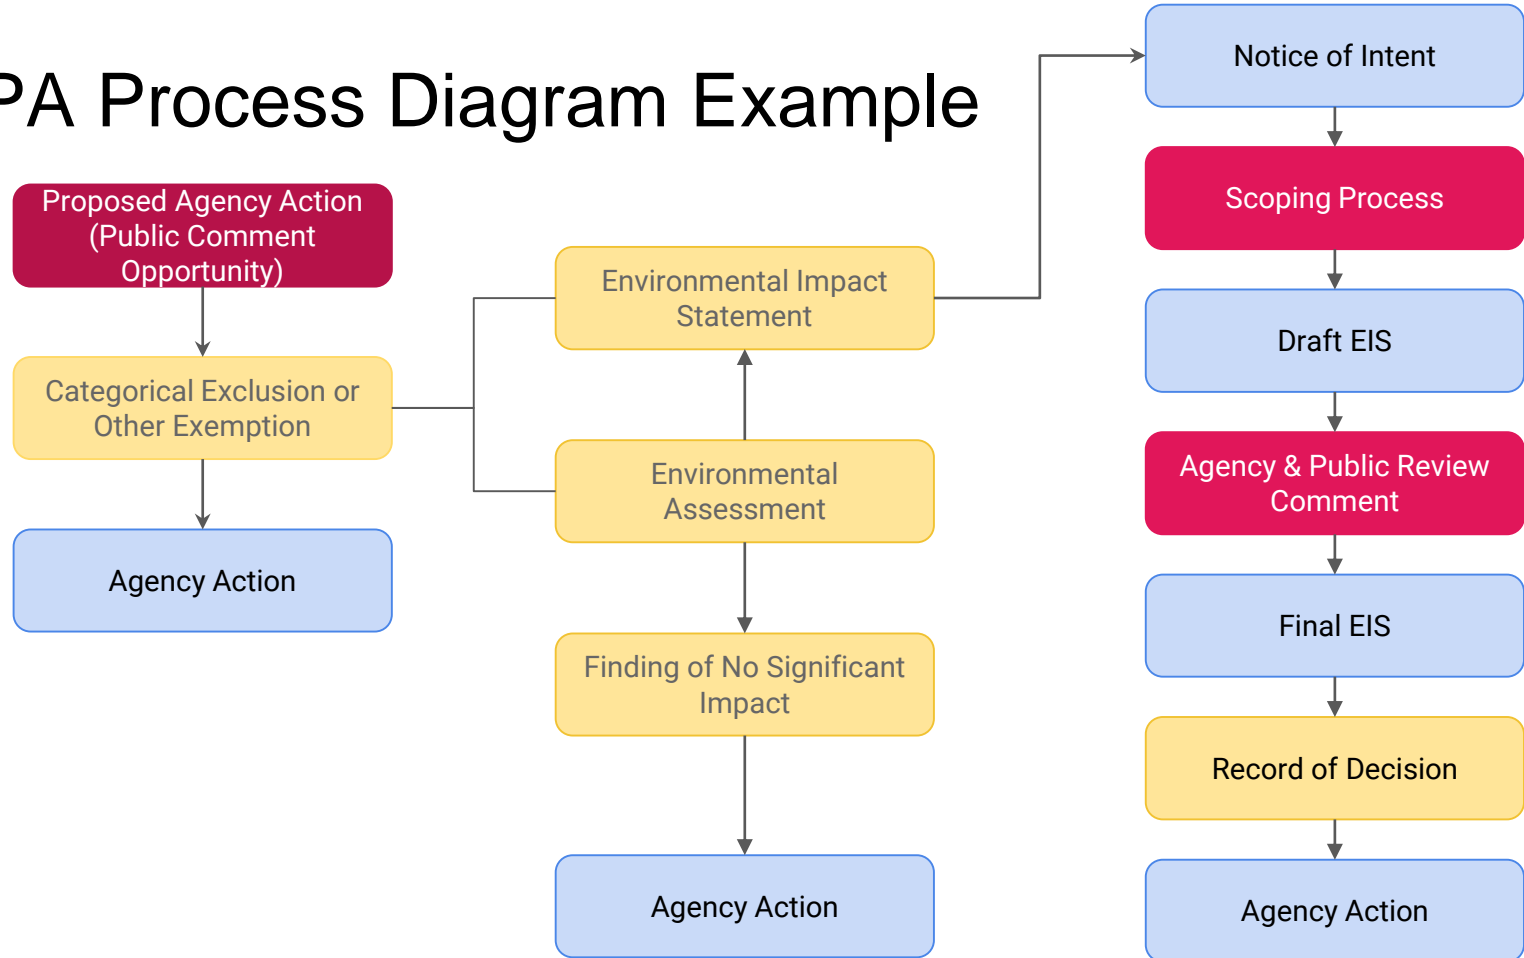 PA Process Diagram Example
Proposed Agency Action
(Public Comment
Opportunity)
Categorical Exclusion or
Other Exemption
Agency Action
Environmental Impact
Statement
Environmental
Assessment
Finding of No Significant
Impact
Agency Action
Notice of Intent
Scoping Process
Draft EIS
Agency & Public Review
Comment
Final EIS
Record of Decision
Agency Action